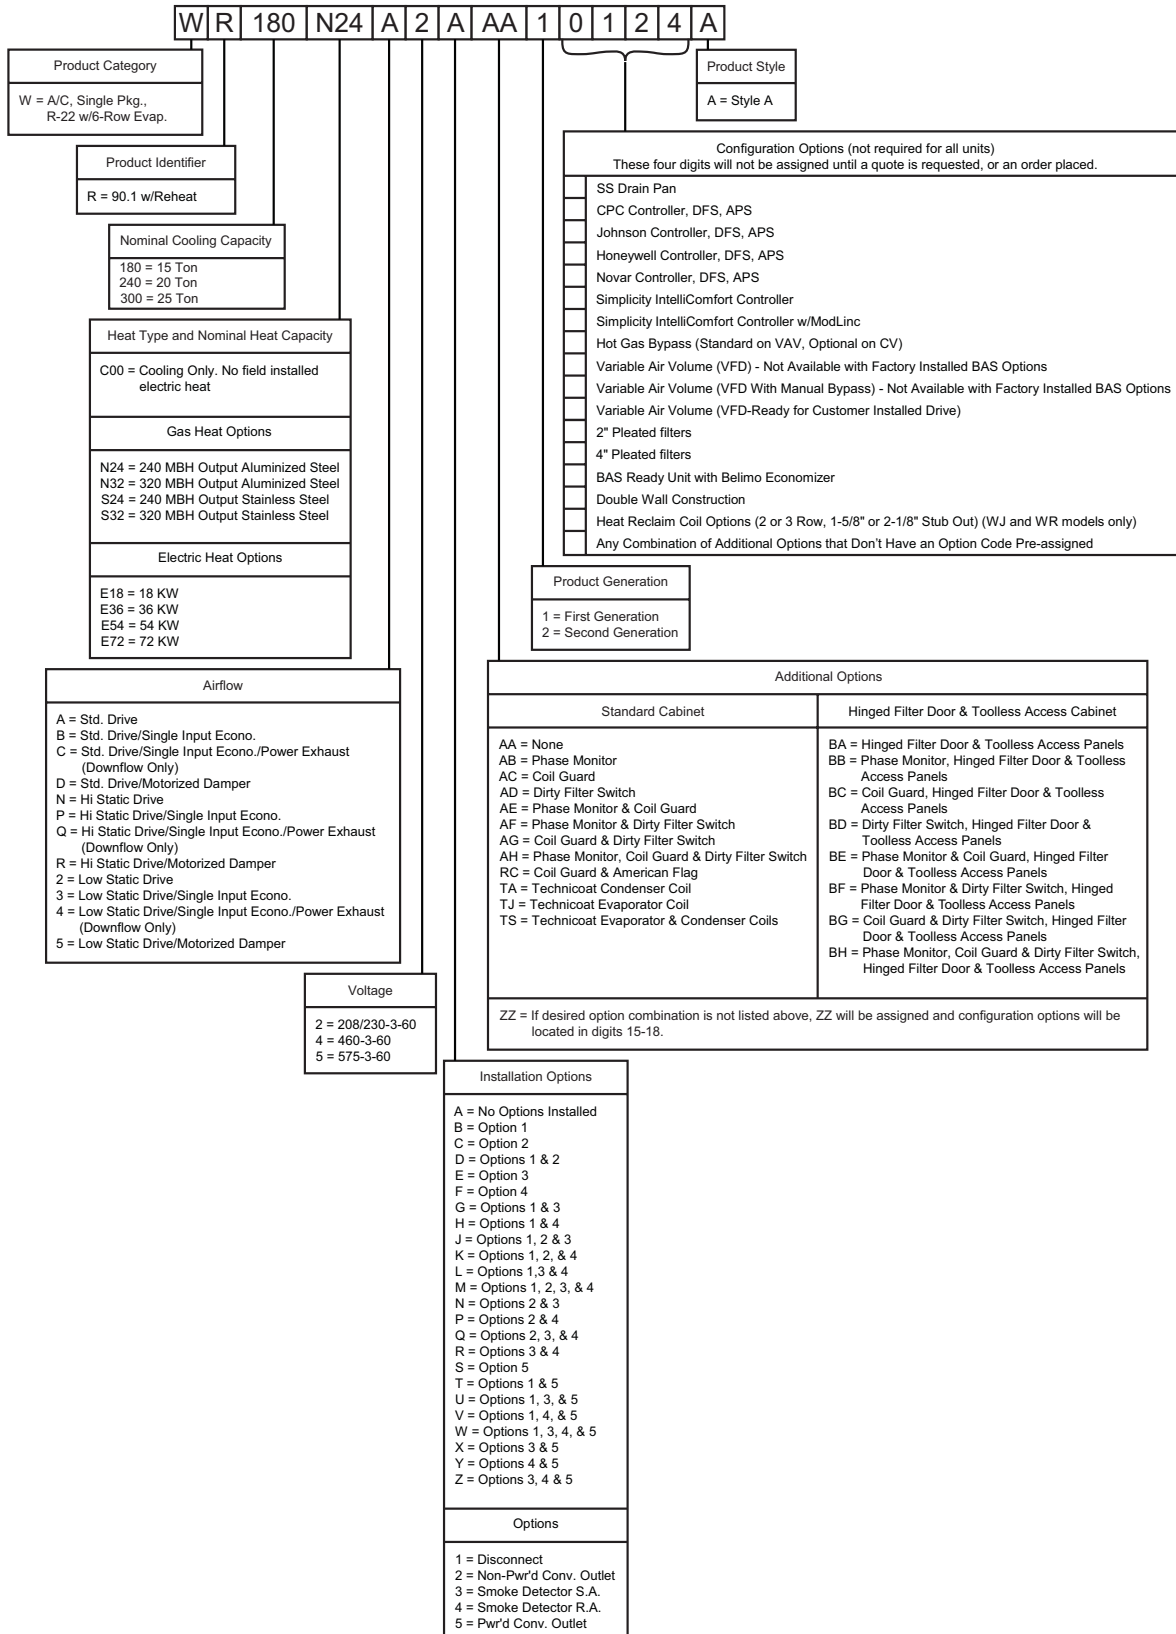 W R 180 N24 A 2 A AA 1 0 1 2 4 A
Product Category
W = A/C, Single Pkg.,
R-22 w/6-Row Evap.
Product Identifier
R = 90.1 w/Reheat
Nominal Cooling Capacity
180 = 15 Ton
240 = 20 Ton
300 = 25 Ton
Heat Type and Nominal Heat Capacity
C00 = Cooling Only. No field installed
electric heat
Gas Heat Options
N24 = 240 MBH Output Aluminized Steel
N32 = 320 MBH Output Aluminized Steel
S24 = 240 MBH Output Stainless Steel
S32 = 320 MBH Output Stainless Steel
Electric Heat Options
E18 = 18 KW
E36 = 36 KW
E54 = 54 KW
E72 = 72 KW
Airflow
A = Std. Drive
B = Std. Drive/Single Input Econo.
C = Std. Drive/Single Input Econo./Power Exhaust
(Downflow Only)
D = Std. Drive/Motorized Damper
N = Hi Static Drive
P = Hi Static Drive/Single Input Econo.
Q = Hi Static Drive/Single Input Econo./Power Exhaust
(Downflow Only)
R = Hi Static Drive/Motorized Damper
2 = Low Static Drive
3 = Low Static Drive/Single Input Econo.
4 = Low Static Drive/Single Input Econo./Power Exhaust
(Downflow Only)
5 = Low Static Drive/Motorized Damper
Voltage
2 = 208/230-3-60
4 = 460-3-60
5 = 575-3-60
Installation Options
A = No Options Installed
B = Option 1
C = Option 2
D = Options 1 & 2
E = Option 3
F = Option 4
G = Options 1 & 3
H = Options 1 & 4
J = Options 1, 2 & 3
K = Options 1, 2, & 4
L = Options 1,3 & 4
M = Options 1, 2, 3, & 4
N = Options 2 & 3
P = Options 2 & 4
Q = Options 2, 3, & 4
R = Options 3 & 4
S = Option 5
T = Options 1 & 5
U = Options 1, 3, & 5
V = Options 1, 4, & 5
W = Options 1, 3, 4, & 5
X = Options 3 & 5
Y = Options 4 & 5
Z = Options 3, 4 & 5
Options
1 = Disconnect
2 = Non-Pwr'd Conv. Outlet
3 = Smoke Detector S.A.
4 = Smoke Detector R.A.
5 = Pwr'd Conv. Outlet
Additional Options
Standard Cabinet
AA = None
AB = Phase Monitor
AC = Coil Guard
AD = Dirty Filter Switch
AE = Phase Monitor & Coil Guard
AF = Phase Monitor & Dirty Filter Switch
AG = Coil Guard & Dirty Filter Switch
AH = Phase Monitor, Coil Guard & Dirty Filter Switch
RC = Coil Guard & American Flag
TA = Technicoat Condenser Coil
TJ = Technicoat Evaporator Coil
TS = Technicoat Evaporator & Condenser Coils
Hinged Filter Door & Toolless Access Cabinet
BA = Hinged Filter Door & Toolless Access Panels
BB = Phase Monitor, Hinged Filter Door & Toolless
Access Panels
BC = Coil Guard, Hinged Filter Door & Toolless
Access Panels
BD = Dirty Filter Switch, Hinged Filter Door &
Toolless Access Panels
BE = Phase Monitor & Coil Guard, Hinged Filter
Door & Toolless Access Panels
BF = Phase Monitor & Dirty Filter Switch, Hinged
Filter Door & Toolless Access Panels
BG = Coil Guard & Dirty Filter Switch, Hinged Filter
Door & Toolless Access Panels
BH = Phase Monitor, Coil Guard & Dirty Filter Switch,
Hinged Filter Door & Toolless Access Panels
ZZ = If desired option combination is not listed above, ZZ will be assigned and configuration options will be
located in digits 15-18.
Product Generation
1 = First Generation
2 = Second Generation
Configuration Options (not required for all units)
These four digits will not be assigned until a quote is requested, or an order placed.
SS Drain Pan
CPC Controller, DFS, APS
Johnson Controller, DFS, APS
Honeywell Controller, DFS, APS
Novar Controller, DFS, APS
Simplicity IntelliComfort Controller
Simplicity IntelliComfort Controller w/ModLinc
Hot Gas Bypass (Standard on VAV, Optional on CV)
Variable Air Volume (VFD) - Not Available with Factory Installed BAS Options
Variable Air Volume (VFD With Manual Bypass) - Not Available with Factory Installed BAS Options
Variable Air Volume (VFD-Ready for Customer Installed Drive)
2" Pleated filters
4" Pleated filters
BAS Ready Unit with Belimo Economizer
Double Wall Construction
Heat Reclaim Coil Options (2 or 3 Row, 1-5/8" or 2-1/8" Stub Out) (WJ and WR models only)
Any Combination of Additional Options that Don't Have an Option Code Pre-assigned
Product Style
A = Style A